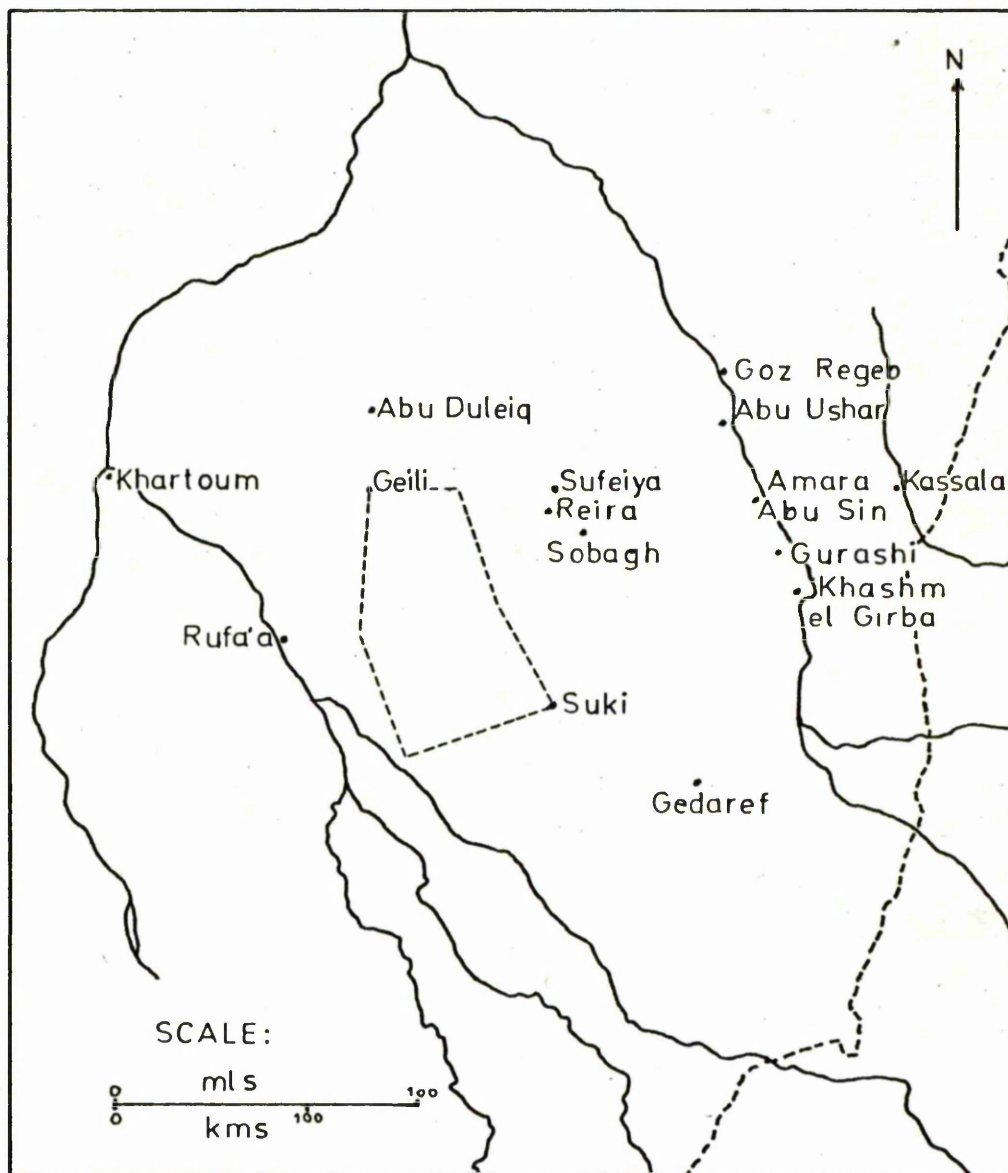 N
Goz Regeb
Abu Duleiq
Abu Ushar
Khartoum
Geili
Sufeiya
Amara
Kassala
Reira
Abu Sin
Sobagh
Gurashi
Khashm
el Girba
Rufa'a
Suki
Gedaref
SCALE:
mls
0 100
0 100
kms